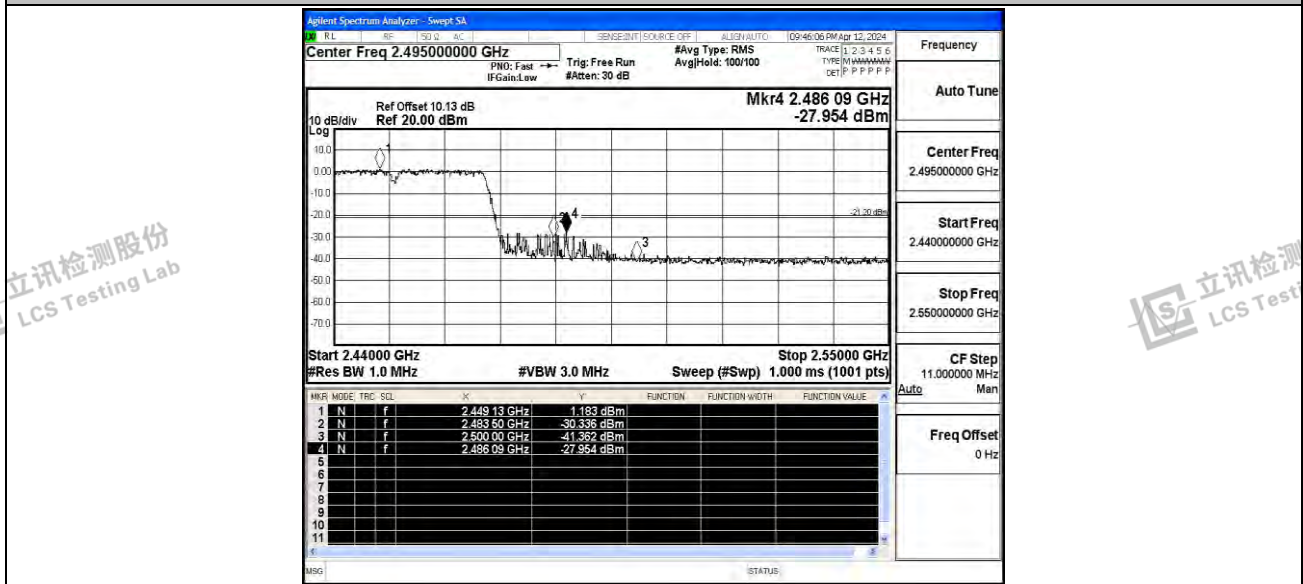 Agilent Spectrum Analyzer - Swept SA
RL RF 50 Ω AC SENSE:INT SOURCE OFF ALIGN AUTO 09:46:06 PM Apr 12, 2024
Center Freq 2.495000000 GHz
PNO: Fast
IFGain:Low
Trig: Free Run
#Atten: 30 dB
#Avg Type: RMS
Avg|Hold: 100/100
TRACE 1 2 3 4 5 6
TYPE
DET P P P P P P
Frequency
Auto Tune
Center Freq
2.495000000 GHz
Start Freq
2.440000000 GHz
Stop Freq
2.550000000 GHz
CF Step
11.000000 MHz
Auto Man
Freq Offset
0 Hz
Mkr4 2.486 09 GHz
-27.954 dBm
Ref Offset 10.13 dB
10 dB/div Ref 20.00 dBm
Log
10.0
0.00
-10.0
-20.0
-30.0
-40.0
-50.0
-60.0
-70.0
1
4
3
-21.20 dBm
Start 2.44000 GHz Stop 2.55000 GHz
#Res BW 1.0 MHz #VBW 3.0 MHz Sweep (#Swp) 1.000 ms (1001 pts)
MKR MODE TRC SCL X Y FUNCTION FUNCTION WIDTH FUNCTION VALUE
1 N f 2.449 13 GHz 1.183 dBm
2 N f 2.483 50 GHz -30.336 dBm
3 N f 2.500 00 GHz -41.362 dBm
4 N f 2.486 09 GHz -27.954 dBm
5
6
7
8
9
10
11
MSG STATUS
立讯检测股份
LCS Testing Lab
立讯检测
LCS Testi